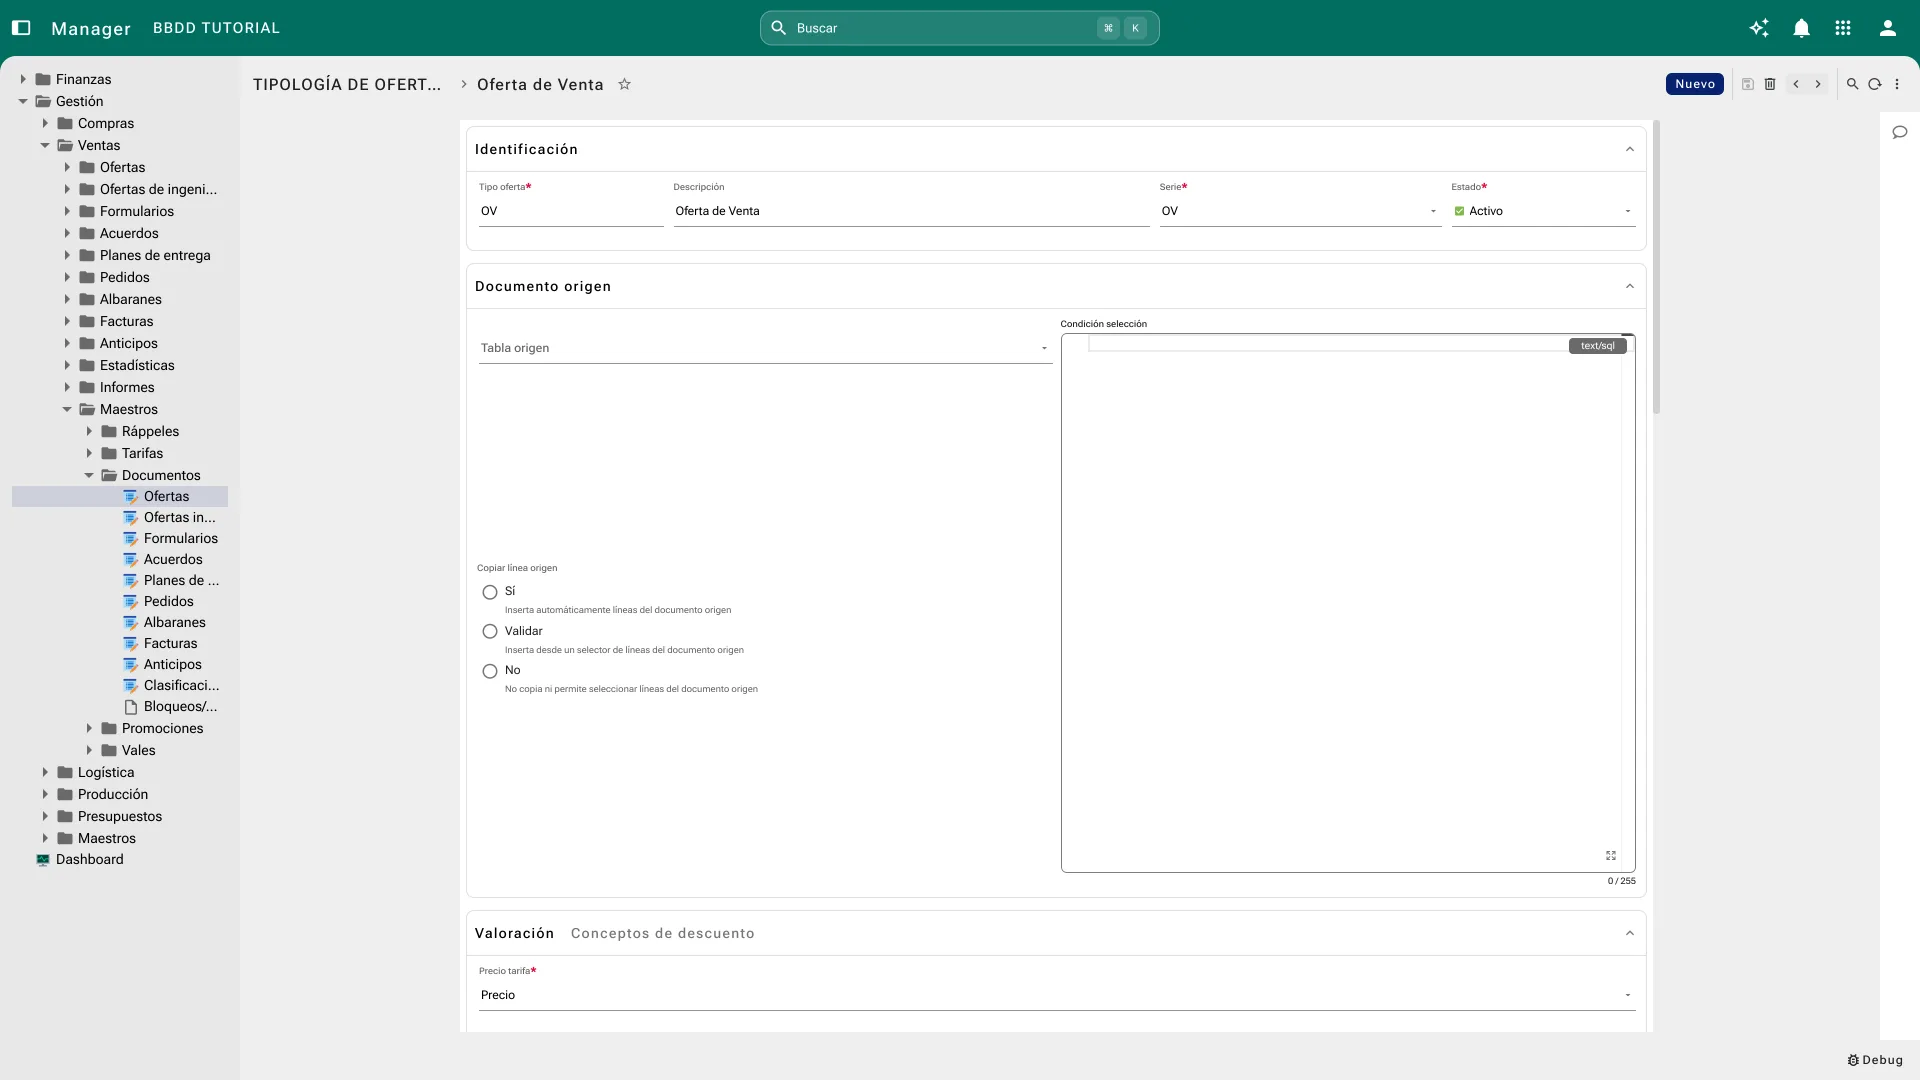 Manager
BBDD TUTORIAL
Buscar
⌘
K
Finanzas
Gestión
Compras
Ventas
Ofertas
Ofertas de ingeni...
Formularios
Acuerdos
Planes de entrega
Pedidos
Albaranes
Facturas
Anticipos
Estadísticas
Informes
Maestros
Ráppeles
Tarifas
Documentos
Ofertas
Ofertas in...
Formularios
Acuerdos
Planes de ...
Pedidos
Albaranes
Facturas
Anticipos
Clasificaci...
Bloqueos/...
Promociones
Vales
Logística
Producción
Presupuestos
Maestros
Dashboard
TIPOLOGÍA DE OFERT... > Oferta de Venta
Nuevo
Identificación
Tipo oferta*
OV
Descripción
Oferta de Venta
Serie*
OV
Estado*
Activo
Documento origen
Tabla origen
Condición selección
text/sql
Copiar línea origen
Sí
Inserta automáticamente líneas del documento origen
Validar
Inserta desde un selector de líneas del documento origen
No
No copia ni permite seleccionar líneas del documento origen
0 / 255
Valoración Conceptos de descuento
Precio tarifa*
Precio
Debug